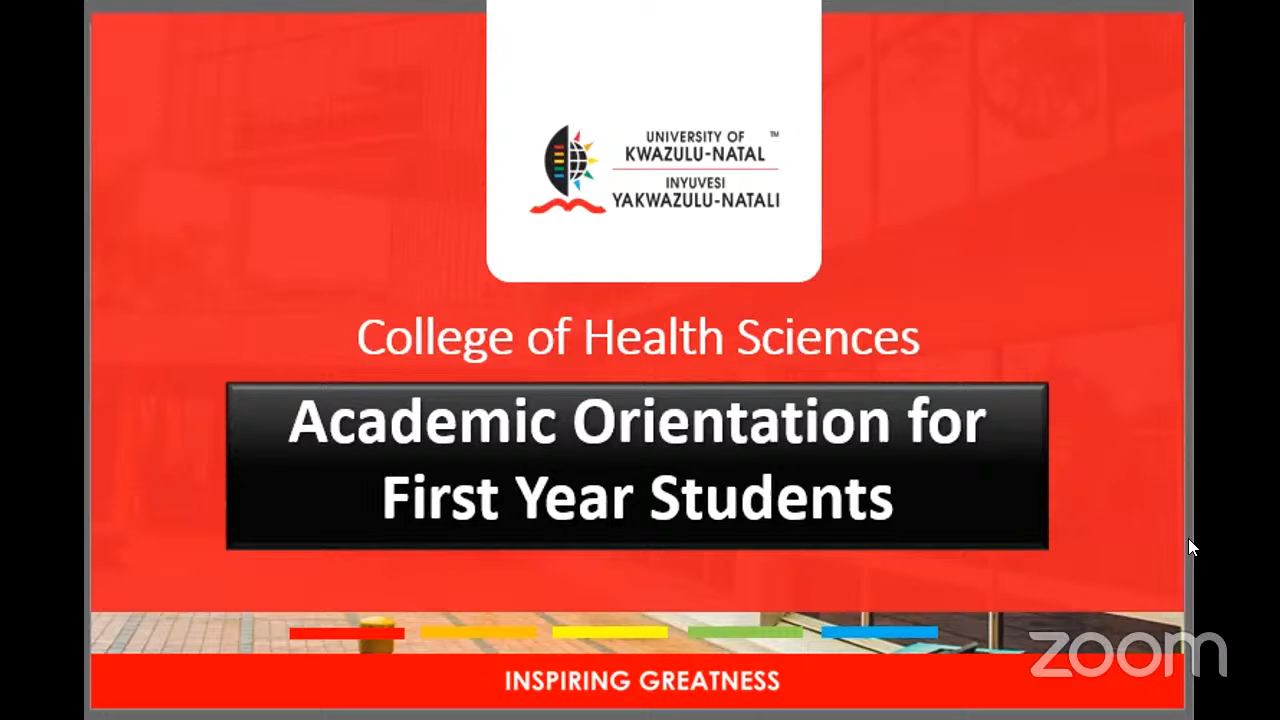 UNIVERSITY OF ™
KWAZULU-NATAL
INYUVESI
YAKWAZULU-NATALI
College of Health Sciences
Academic Orientation for
First Year Students
zoom
INSPIRING GREATNESS